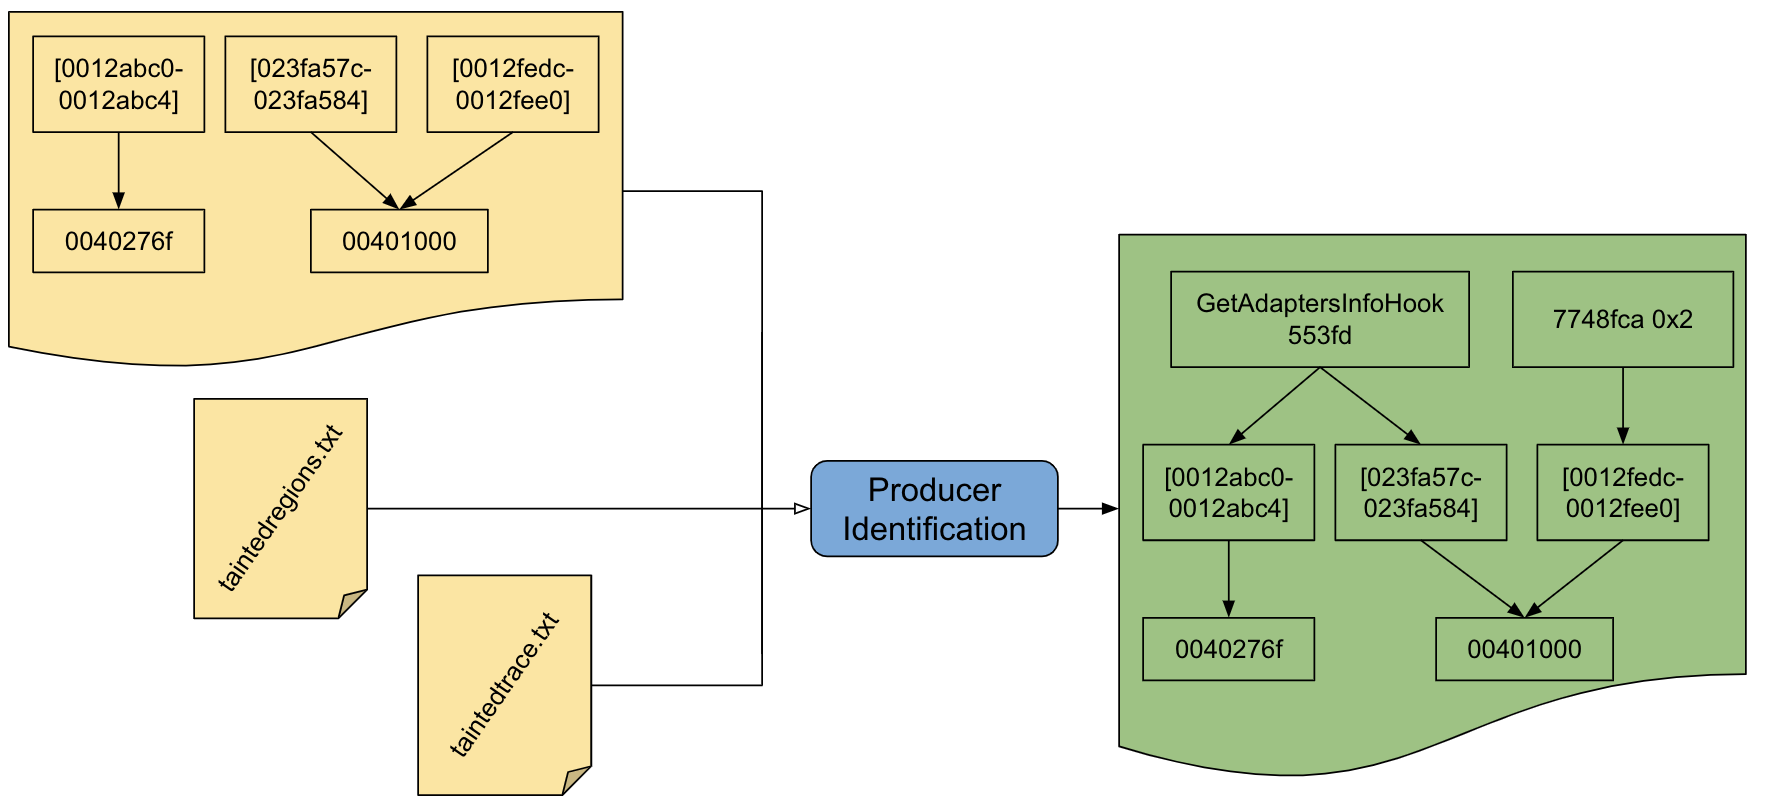 [0012abc0-
0012abc4]
[023fa57c-
023fa584]
[0012fedc-
0012fee0]
0040276f
00401000
taintedregions.txt
taintedtrace.txt
Producer
Identification
GetAdaptersInfoHook
553fd
7748fca 0x2
[0012abc0-
0012abc4]
[023fa57c-
023fa584]
[0012fedc-
0012fee0]
0040276f
00401000